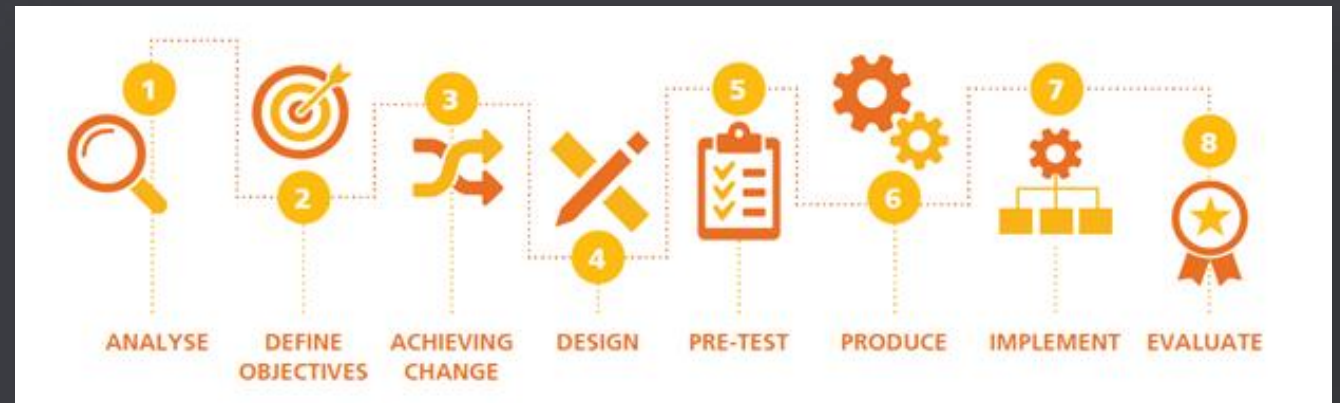 1
2
3
4
5
6
7
8
ANALYSE
DEFINE
OBJECTIVES
ACHIEVING
CHANGE
DESIGN
PRE-TEST
PRODUCE
IMPLEMENT
EVALUATE